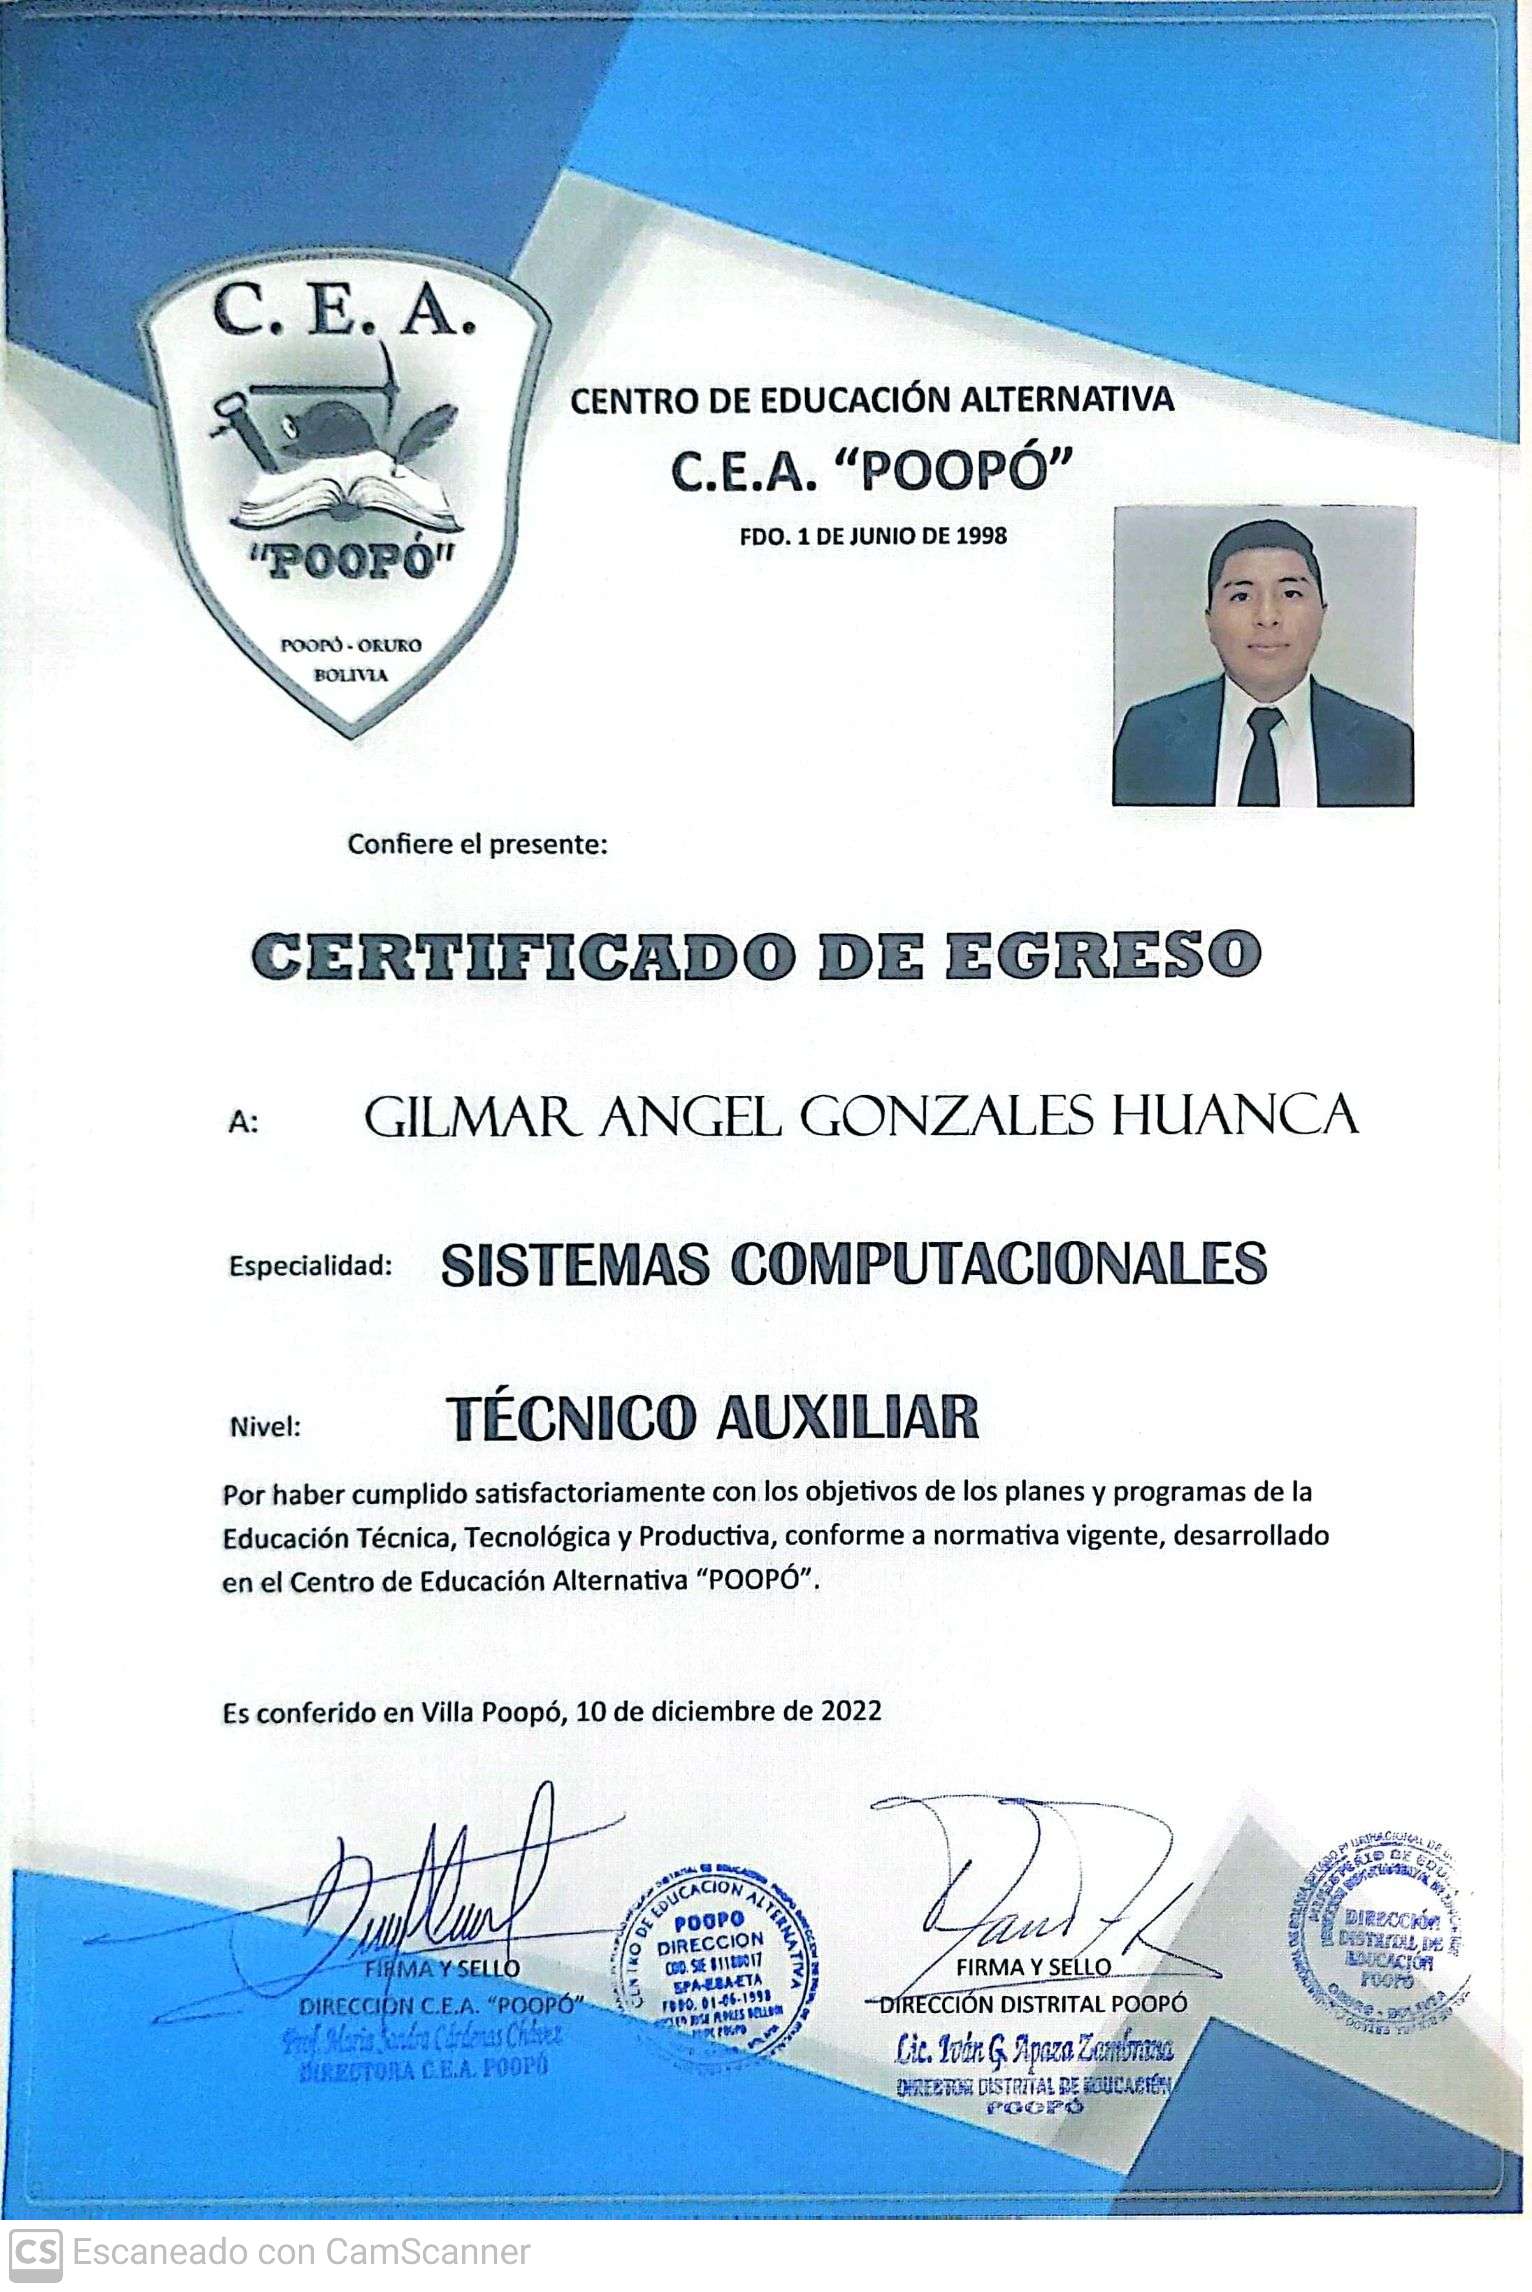 C. E. A.
"POOPÓ"
POOPÓ - ORURO
BOLIVIA
CENTRO DE EDUCACIÓN ALTERNATIVA
C.E.A. “POOPÓ”
FDO. 1 DE JUNIO DE 1998
Confiere el presente:
CERTIFICADO DE EGRESO
A: GILMAR ANGEL GONZALES HUANCA
Especialidad: SISTEMAS COMPUTACIONALES
Nivel: TÉCNICO AUXILIAR
Por haber cumplido satisfactoriamente con los objetivos de los planes y programas de la
Educación Técnica, Tecnológica y Productiva, conforme a normativa vigente, desarrollado
en el Centro de Educación Alternativa “POOPÓ”.
Es conferido en Villa Poopó, 10 de diciembre de 2022
FIRMA Y SELLO
DIRECCIÓN C.E.A. “POOPÓ”
Prof. Maria Sandra Cárdenas Chávez
DIRECTORA C.E.A. POOPÓ
DE EDUCACION ALTERNATIVA
POOPO
DIRECCION
COD. SIE 81180017
EPA-ESA-ETA
FDDO. 01-06-1998
FIRMA Y SELLO
DIRECCIÓN DISTRITAL POOPÓ
Lic. Iván G. Apaza Zambrana
DIRECTOR DISTRITAL DE EDUCACIÓN
POOPÓ
DIRECCIÓN
DISTRITAL DE
EDUCACIÓN
POOPÓ
ORURO - BOLIVIA
CS Escaneado con CamScanner